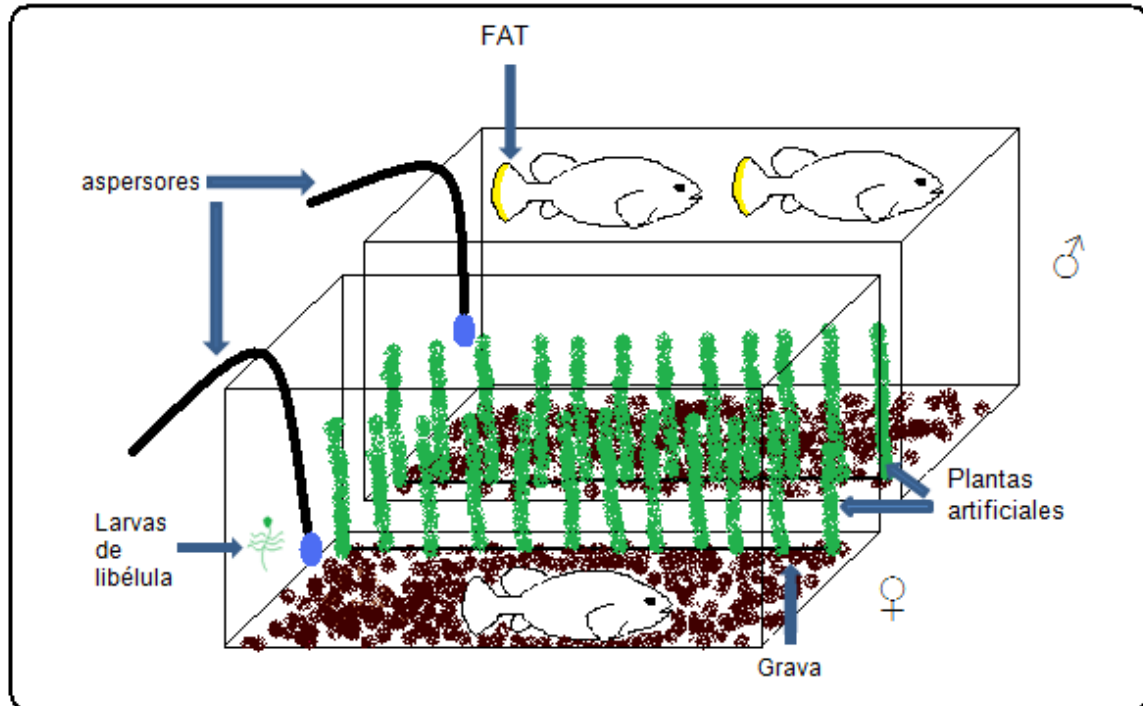 FAT
aspersores
♂
Larvas
de
libélula
Plantas
artificiales
♀
Grava